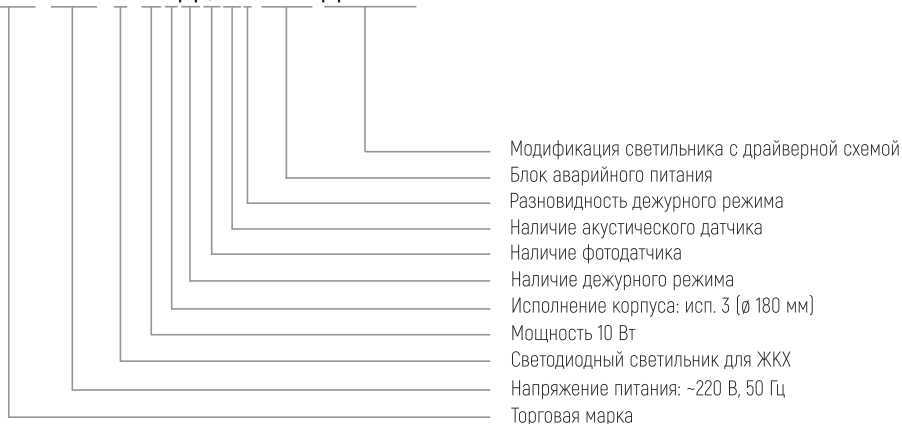 Модификация светильника с драйверной схемой
Блок аварийного питания
Разновидность дежурного режима
Наличие акустического датчика
Наличие фотодатчика
Наличие дежурного режима
Исполнение корпуса: исп. 3 (ø 180 мм)
Мощность 10 Вт
Светодиодный светильник для ЖКХ
Напряжение питания: ~220 В, 50 Гц
Торговая марка